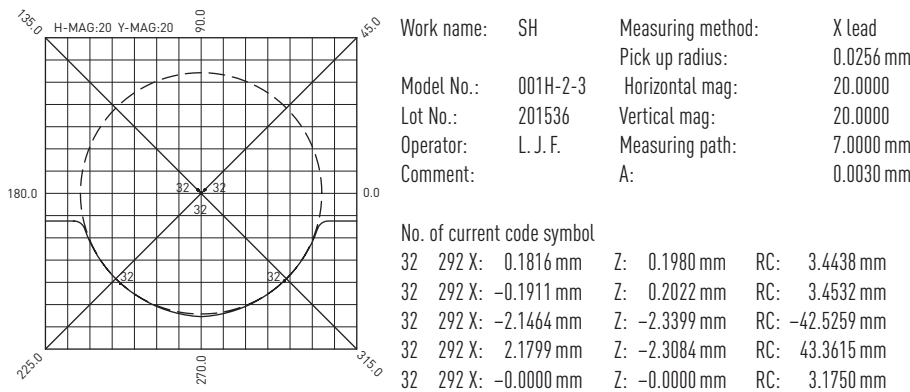 H-MAG:20 Y-MAG:20
135.0
90.0
45.0
180.0
0.0
32 32
32
32
32
225.0
270.0
315.0
Work name: SH Measuring method: X lead
Pick up radius: 0.0256 mm
Model No.: 001H-2-3 Horizontal mag: 20.0000
Lot No.: 201536 Vertical mag: 20.0000
Operator: L. J. F. Measuring path: 7.0000 mm
Comment: A: 0.0030 mm
No. of current code symbol
32 292 X: 0.1816 mm Z: 0.1980 mm RC: 3.4438 mm
32 292 X: –0.1911 mm Z: 0.2022 mm RC: 3.4532 mm
32 292 X: –2.1464 mm Z: –2.3399 mm RC: –42.5259 mm
32 292 X: 2.1799 mm Z: –2.3084 mm RC: 43.3615 mm
32 292 X: –0.0000 mm Z: –0.0000 mm RC: 3.1750 mm